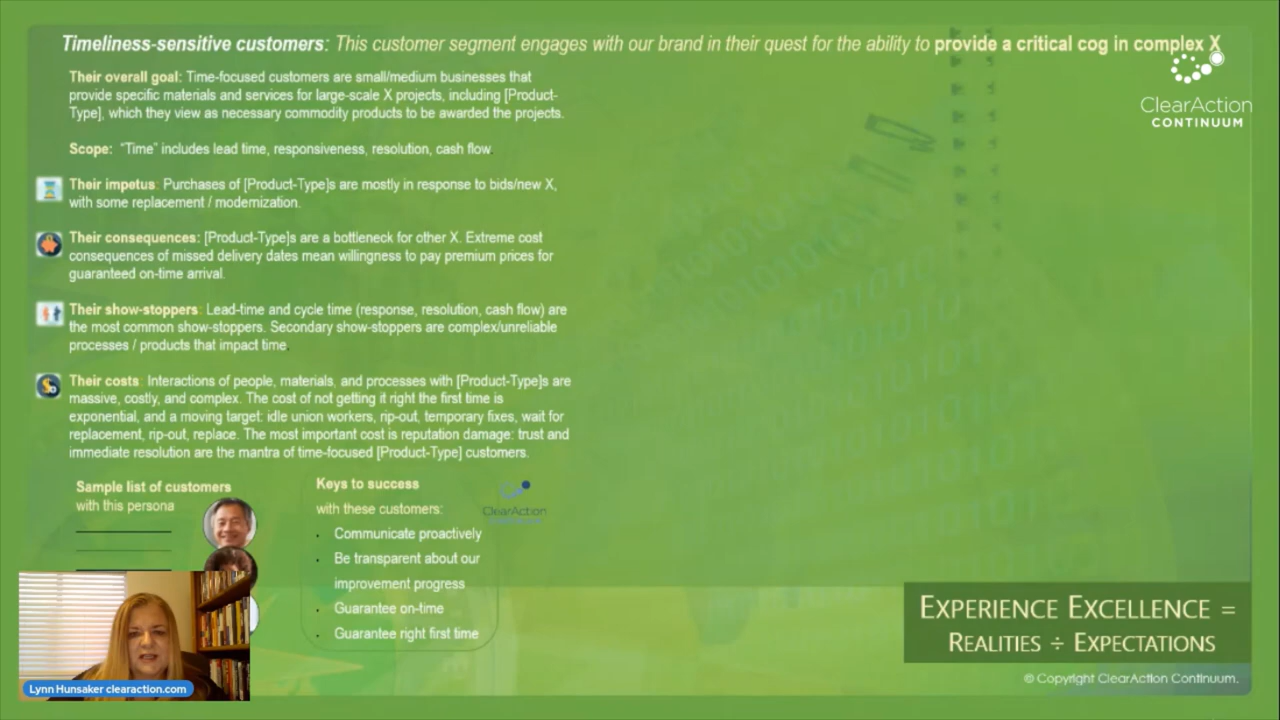 Timeliness-sensitive customers: This customer segment engages with our brand in their quest for the ability to provide a critical cog in complex X
ClearAction
CONTINUUM
Their overall goal: Time-focused customers are small/medium businesses that
provide specific materials and services for large-scale X projects, including [Product-
Type], which they view as necessary commodity products to be awarded the projects.
Scope: “Time” includes lead time, responsiveness, resolution, cash flow.
Their impetus: Purchases of [Product-Type]s are mostly in response to bids/new X,
with some replacement / modernization.
Their consequences: [Product-Type]s are a bottleneck for other X. Extreme cost
consequences of missed delivery dates mean willingness to pay premium prices for
guaranteed on-time arrival.
Their show-stoppers: Lead-time and cycle time (response, resolution, cash flow) are
the most common show-stoppers. Secondary show-stoppers are complex/unreliable
processes / products that impact time.
Their costs: Interactions of people, materials, and processes with [Product-Type]s are
massive, costly, and complex. The cost of not getting it right the first time is
exponential, and a moving target: idle union workers, rip-out, temporary fixes, wait for
replacement, rip-out, replace. The most important cost is reputation damage: trust and
immediate resolution are the mantra of time-focused [Product-Type] customers.
Sample list of customers
with this persona
Keys to success
with these customers:
• Communicate proactively
• Be transparent about our
improvement progress
• Guarantee on-time
• Guarantee right first time
ClearAction
EXPERIENCE EXCELLENCE =
REALITIES ÷ EXPECTATIONS
© Copyright ClearAction Continuum.
Lynn Hunsaker clearaction.com